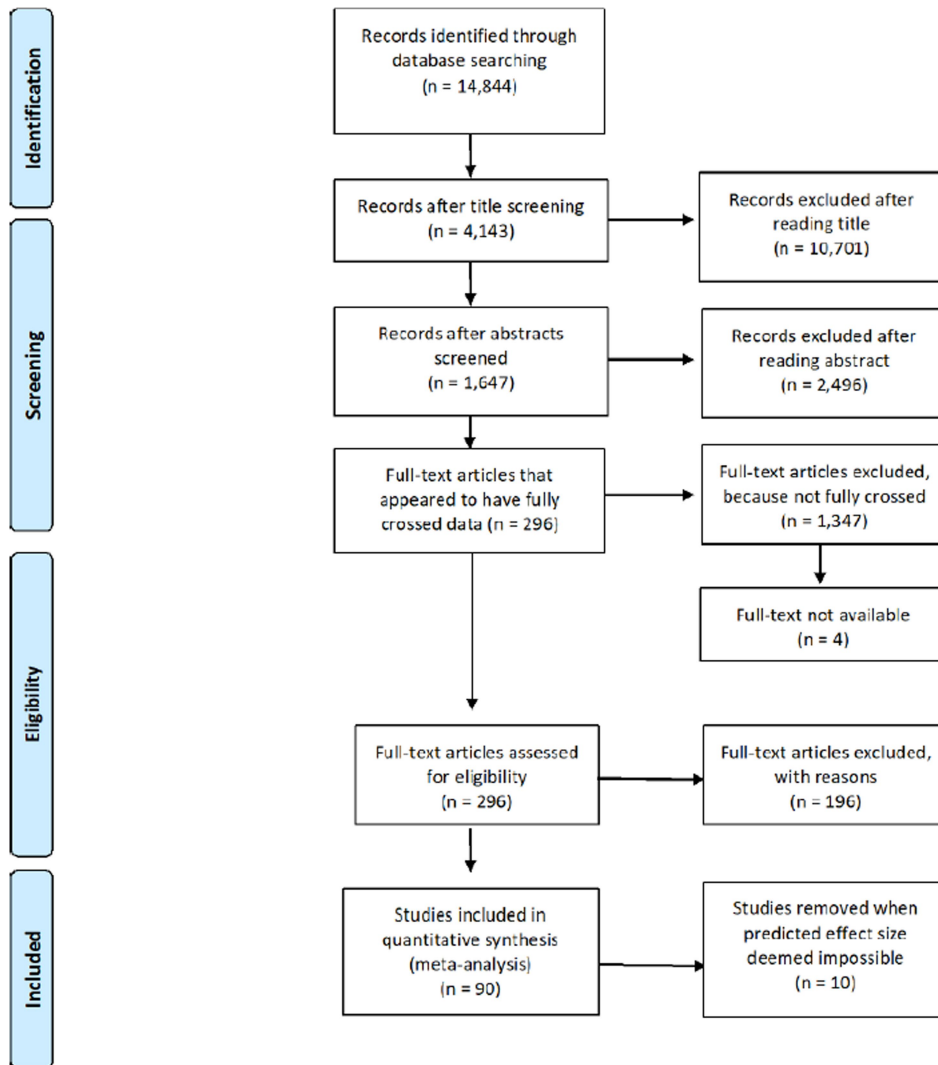 Identification
Records identified through
database searching
(n = 14,844)
Records after title screening
(n = 4,143)
Records excluded after
reading title
(n = 10,701)
Screening
Records after abstracts
screened
(n = 1,647)
Records excluded after
reading abstract
(n = 2,496)
Full-text articles that
appeared to have fully
crossed data (n = 296)
Full-text articles excluded,
because not fully crossed
(n = 1,347)
Full-text not available
(n = 4)
Eligibility
Full-text articles assessed
for eligibility
(n = 296)
Full-text articles excluded,
with reasons
(n = 196)
Included
Studies included in
quantitative synthesis
(meta-analysis)
(n = 90)
Studies removed when
predicted effect size
deemed impossible
(n = 10)